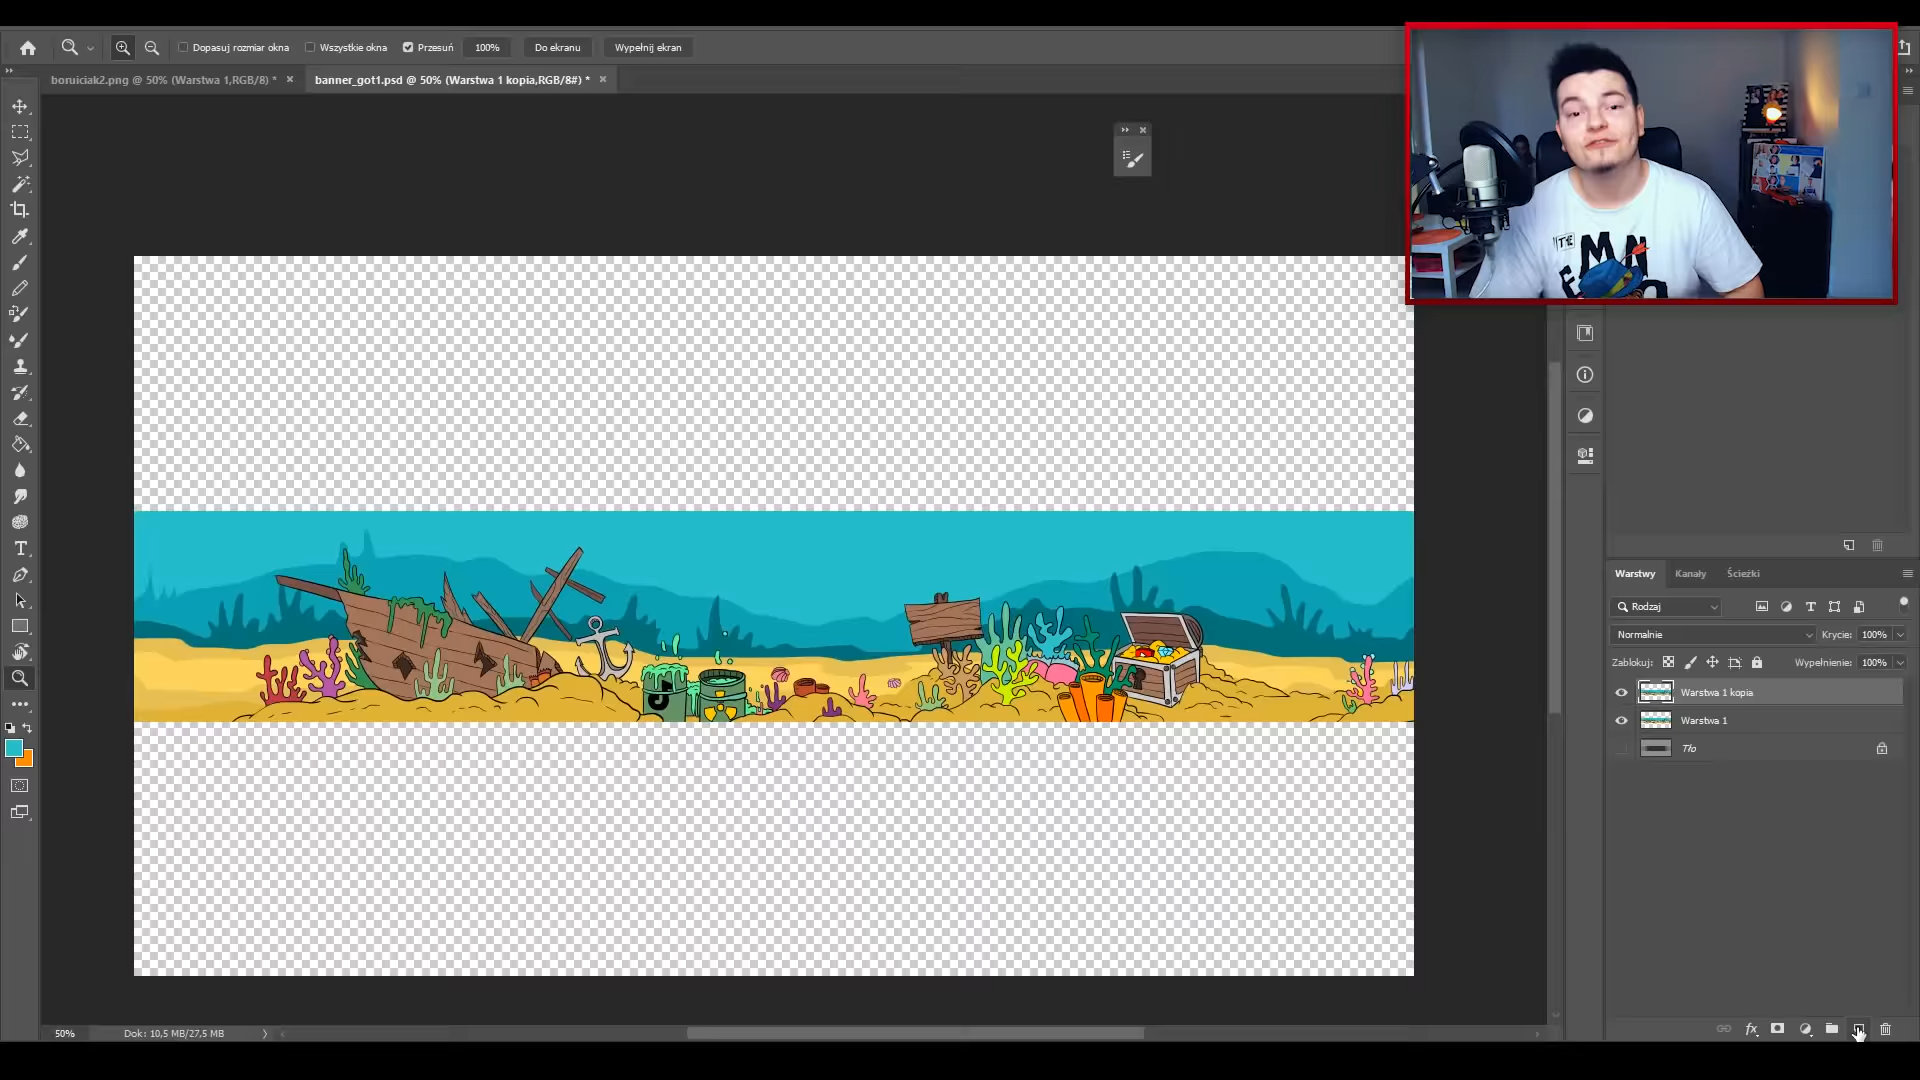 Dopasuj rozmiar okna
Wszystkie okna
Przesuń
100%
Do ekranu
Wypełnij ekran
boruiciak2.png @ 50% (Warstwa 1,RGB/8) *
banner_got1.psd @ 50% (Warstwa 1 kopia,RGB/8#) *
THE
Warstwy
Kanały
Ścieżki
Rodzaj
Normalnie
Krycie: 100%
Zablokuj:
Wypełnienie: 100%
Warstwa 1 kopia
Warstwa 1
Tło
50%
Dok: 10,5 MB/27,5 MB